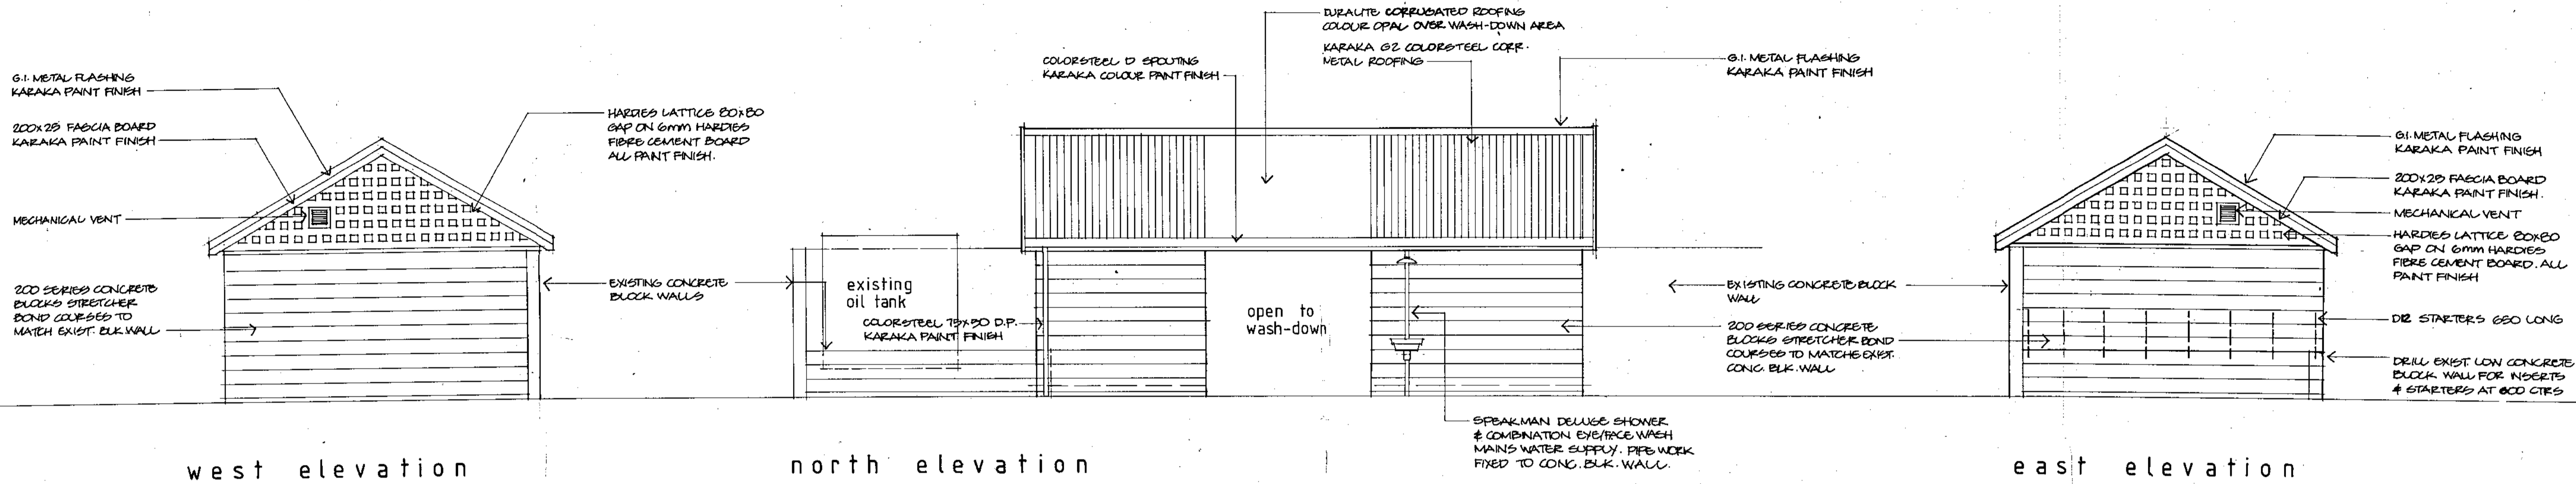 G.I. METAL FLASHING
KARAKA PAINT FINISH
200x25 FASCIA BOARD
KARAKA PAINT FINISH
MECHANICAL VENT
200 SERIES CONCRETE
BLOCKS STRETCHER
BOND COURSES TO
MATCH EXIST. BLK WALL
HARDIES LATTICE 80x80
GAP ON 6mm HARDIES
FIBRE CEMENT BOARD
ALL PAINT FINISH.
EXISTING CONCRETE
BLOCK WALLS
west elevation
existing
oil tank
COLORSTEEL 75x50 D.P.
KARAKA PAINT FINISH
COLORSTEEL D SPOUTING
KARAKA COLOUR PAINT FINISH
DURALITE CORRUGATED ROOFING
COLOUR OPAL OVER WASH-DOWN AREA
KARAKA G2 COLORSTEEL CORR.
METAL ROOFING
G.I. METAL FLASHING
KARAKA PAINT FINISH
open to
wash-down
EXISTING CONCRETE BLOCK
WALL
200 SERIES CONCRETE
BLOCKS STRETCHER BOND
COURSES TO MATCHE EXIST.
CONC. BLK. WALL
SPEAKMAN DELUGE SHOWER
& COMBINATION EYE/FACE WASH
MAINS WATER SUPPLY. PIPE WORK
FIXED TO CONC. BLK. WALL.
north elevation
G.I. METAL FLASHING
KARAKA PAINT FINISH
200x25 FASCIA BOARD
KARAKA PAINT FINISH.
MECHANICAL VENT
HARDIES LATTICE 80x80
GAP ON 6mm HARDIES
FIBRE CEMENT BOARD. ALL
PAINT FINISH
D12 STARTERS 650 LONG
DRILL EXIST. LOW CONCRETE
BLOCK WALL FOR INSERTS
& STARTERS AT 600 CTRS
east elevation